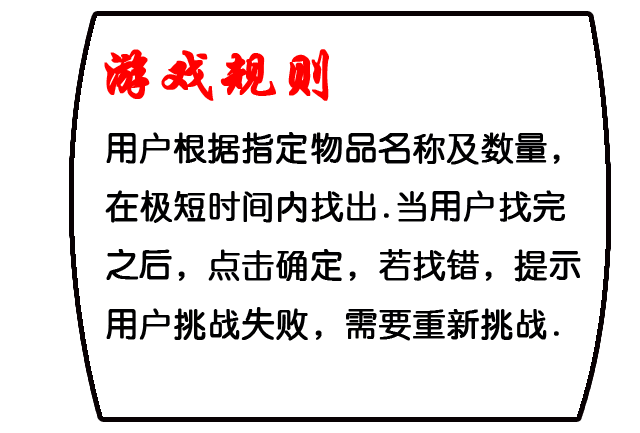 游戏规则
用户根据指定物品名称及数量，
在极短时间内找出.当用户找完
之后，点击确定，若找错，提示
用户挑战失败，需要重新挑战.